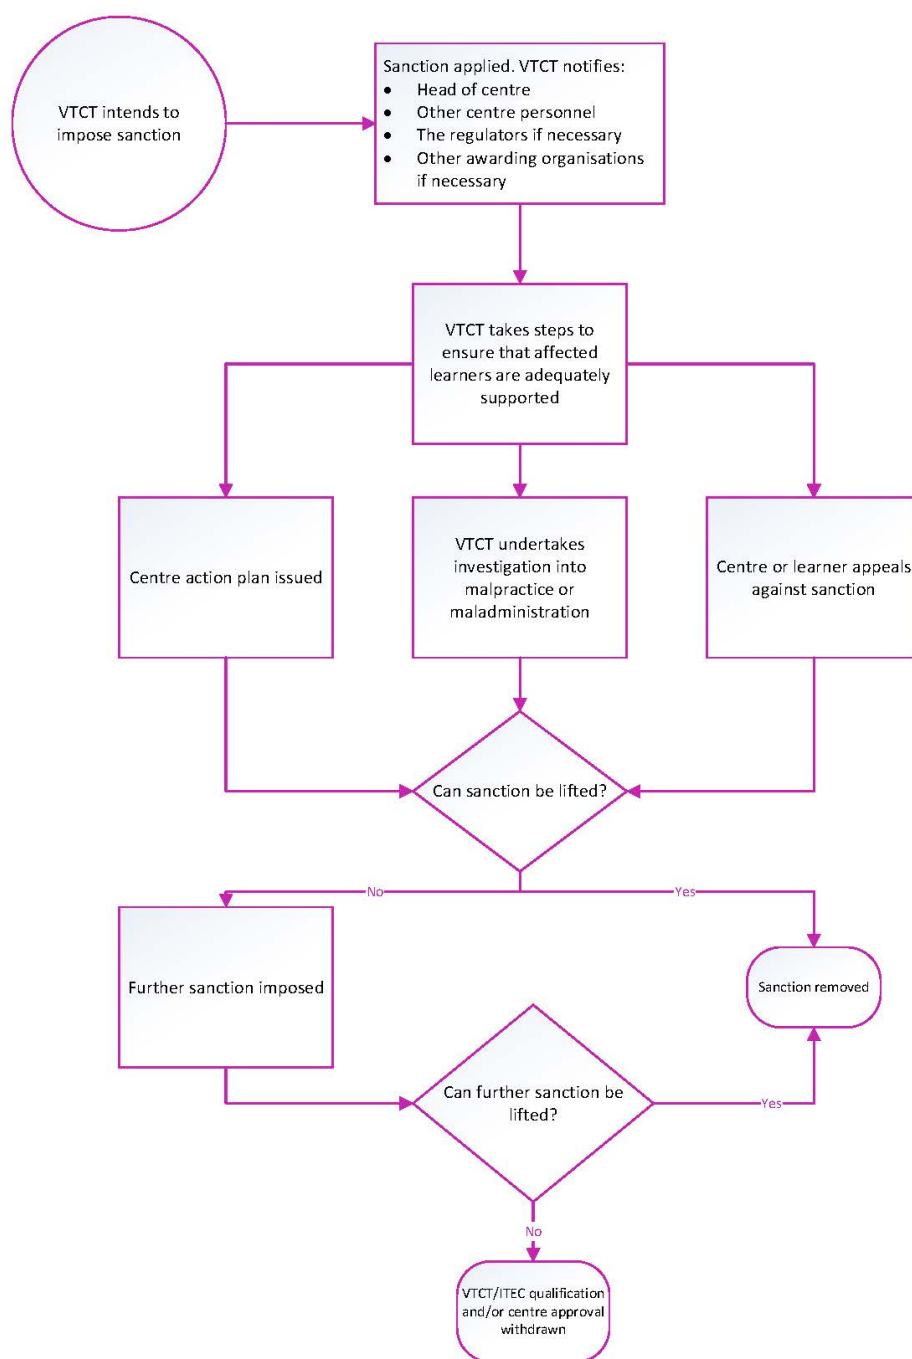 VTCT intends to
impose sanction
Sanction applied. VTCT notifies:
• Head of centre
• Other centre personnel
• The regulators if necessary
• Other awarding organisations
if necessary
VTCT takes steps to
ensure that affected
learners are adequately
supported
Centre action plan issued
VTCT undertakes
investigation into
malpractice or
maladministration
Centre or learner appeals
against sanction
Can sanction be lifted?
No
Yes
Further sanction imposed
Sanction removed
Can further sanction be
lifted?
Yes
No
VTCT/ITEC qualification
and/or centre approval
withdrawn